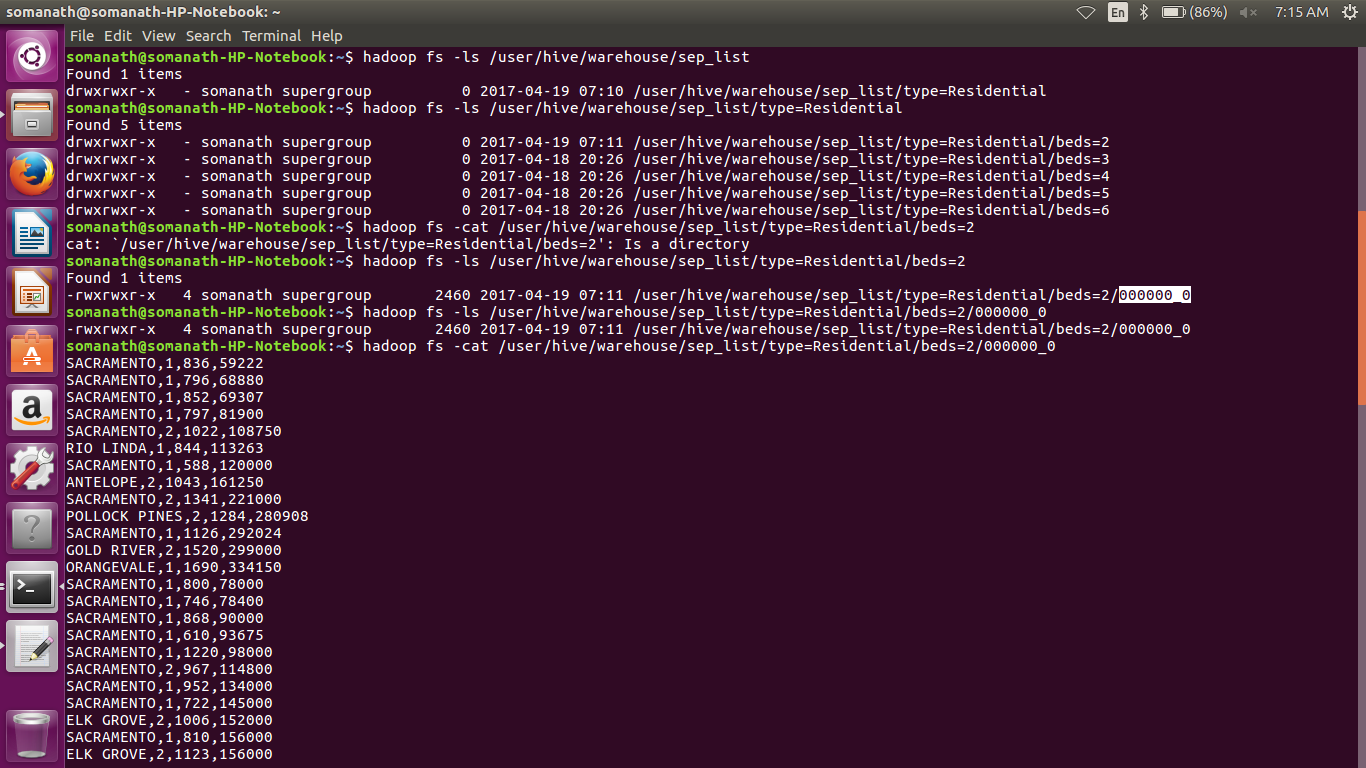 somanath@somanath-HP-Notebook: ~
En
(86%)
7:15 AM
File Edit View Search Terminal Help
somanath@somanath-HP-Notebook:~$ hadoop fs -ls /user/hive/warehouse/sep_list
Found 1 items
drwxrwxr-x   - somanath supergroup          0 2017-04-19 07:10 /user/hive/warehouse/sep_list/type=Residential
somanath@somanath-HP-Notebook:~$ hadoop fs -ls /user/hive/warehouse/sep_list/type=Residential
Found 5 items
drwxrwxr-x   - somanath supergroup          0 2017-04-19 07:11 /user/hive/warehouse/sep_list/type=Residential/beds=2
drwxrwxr-x   - somanath supergroup          0 2017-04-18 20:26 /user/hive/warehouse/sep_list/type=Residential/beds=3
drwxrwxr-x   - somanath supergroup          0 2017-04-18 20:26 /user/hive/warehouse/sep_list/type=Residential/beds=4
drwxrwxr-x   - somanath supergroup          0 2017-04-18 20:26 /user/hive/warehouse/sep_list/type=Residential/beds=5
drwxrwxr-x   - somanath supergroup          0 2017-04-18 20:26 /user/hive/warehouse/sep_list/type=Residential/beds=6
somanath@somanath-HP-Notebook:~$ hadoop fs -cat /user/hive/warehouse/sep_list/type=Residential/beds=2
cat: `/user/hive/warehouse/sep_list/type=Residential/beds=2': Is a directory
somanath@somanath-HP-Notebook:~$ hadoop fs -ls /user/hive/warehouse/sep_list/type=Residential/beds=2
Found 1 items
-rwxrwxr-x   4 somanath supergroup       2460 2017-04-19 07:11 /user/hive/warehouse/sep_list/type=Residential/beds=2/000000_0
somanath@somanath-HP-Notebook:~$ hadoop fs -ls /user/hive/warehouse/sep_list/type=Residential/beds=2/000000_0
-rwxrwxr-x   4 somanath supergroup       2460 2017-04-19 07:11 /user/hive/warehouse/sep_list/type=Residential/beds=2/000000_0
somanath@somanath-HP-Notebook:~$ hadoop fs -cat /user/hive/warehouse/sep_list/type=Residential/beds=2/000000_0
SACRAMENTO,1,836,59222
SACRAMENTO,1,796,68880
SACRAMENTO,1,852,69307
SACRAMENTO,1,797,81900
SACRAMENTO,2,1022,108750
RIO LINDA,1,844,113263
SACRAMENTO,1,588,120000
ANTELOPE,2,1043,161250
SACRAMENTO,2,1341,221000
POLLOCK PINES,2,1284,280908
SACRAMENTO,1,1126,292024
GOLD RIVER,2,1520,299000
ORANGEVALE,1,1690,334150
SACRAMENTO,1,800,78000
SACRAMENTO,1,746,78400
SACRAMENTO,1,868,90000
SACRAMENTO,1,610,93675
SACRAMENTO,1,1220,98000
SACRAMENTO,2,967,114800
SACRAMENTO,1,952,134000
SACRAMENTO,1,722,145000
ELK GROVE,2,1006,152000
SACRAMENTO,1,810,156000
ELK GROVE,2,1123,156000